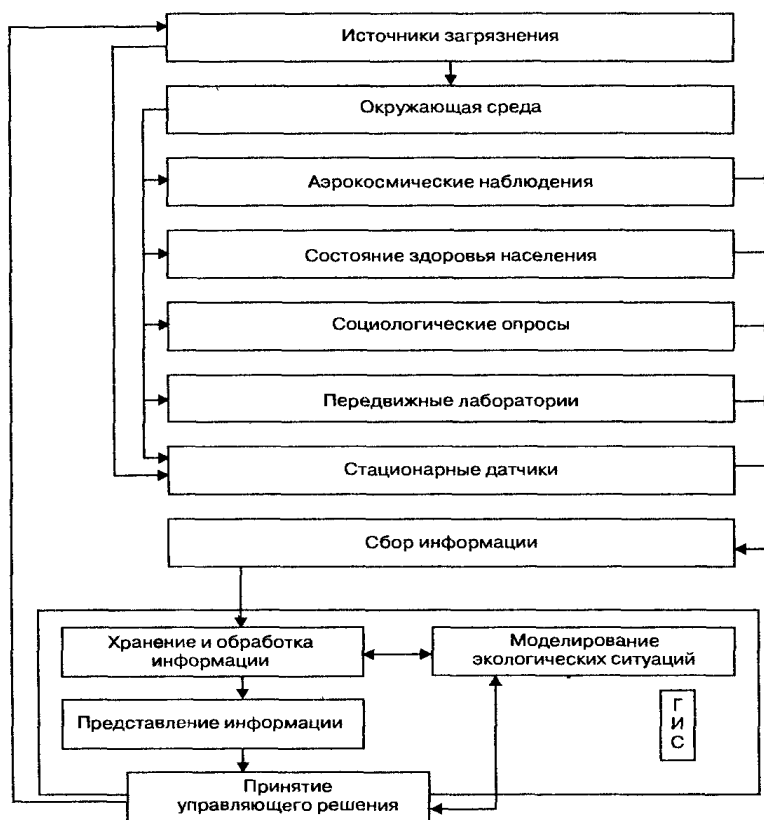 Источники загрязнения
Окружающая среда
Аэрокосмические наблюдения
Состояние здоровья населения
Социологические опросы
Передвижные лаборатории
Стационарные датчики
Сбор информации
Хранение и обработка
информации
Моделирование
экологических ситуаций
Представление информации
Г
И
С
Принятие
управляющего решения